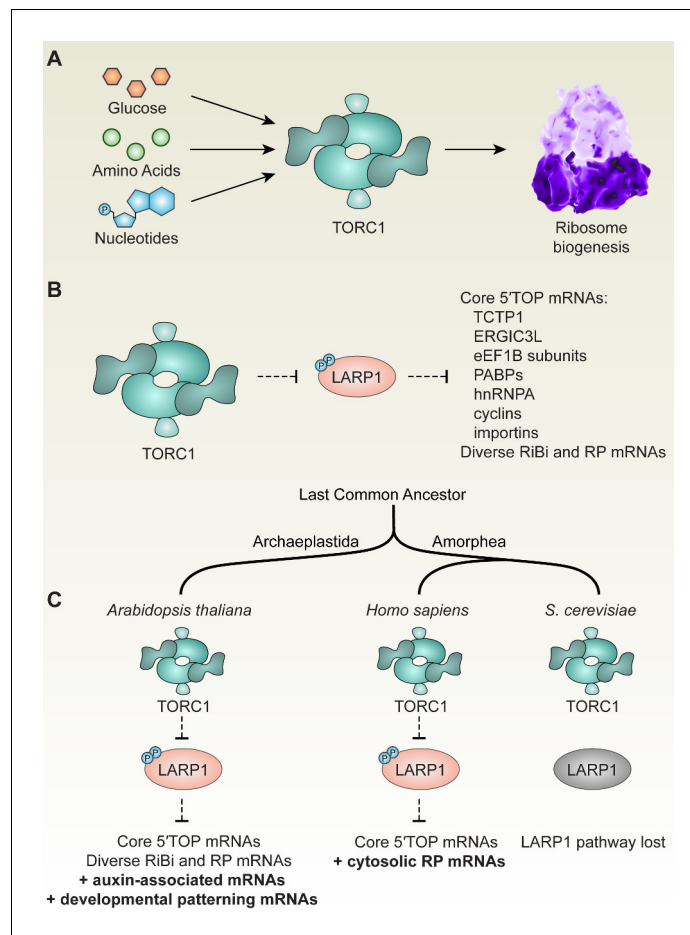 A
Glucose
Amino Acids
P
Nucleotides
TORC1
Ribosome
biogenesis
B
TORC1
P P
LARP1
Core 5'TOP mRNAs:
TCTP1
ERGIC3L
eEF1B subunits
PABPs
hnRNPA
cyclins
importins
Diverse RiBi and RP mRNAs
Last Common Ancestor
Archaeplastida
Amorphea
C
Arabidopsis thaliana
TORC1
P P
LARP1
Core 5'TOP mRNAs
Diverse RiBi and RP mRNAs
+ auxin-associated mRNAs
+ developmental patterning mRNAs
Homo sapiens
TORC1
P P
LARP1
Core 5'TOP mRNAs
+ cytosolic RP mRNAs
S. cerevisiae
TORC1
LARP1
LARP1 pathway lost